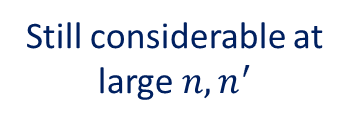 Still considerable at
large n, n′